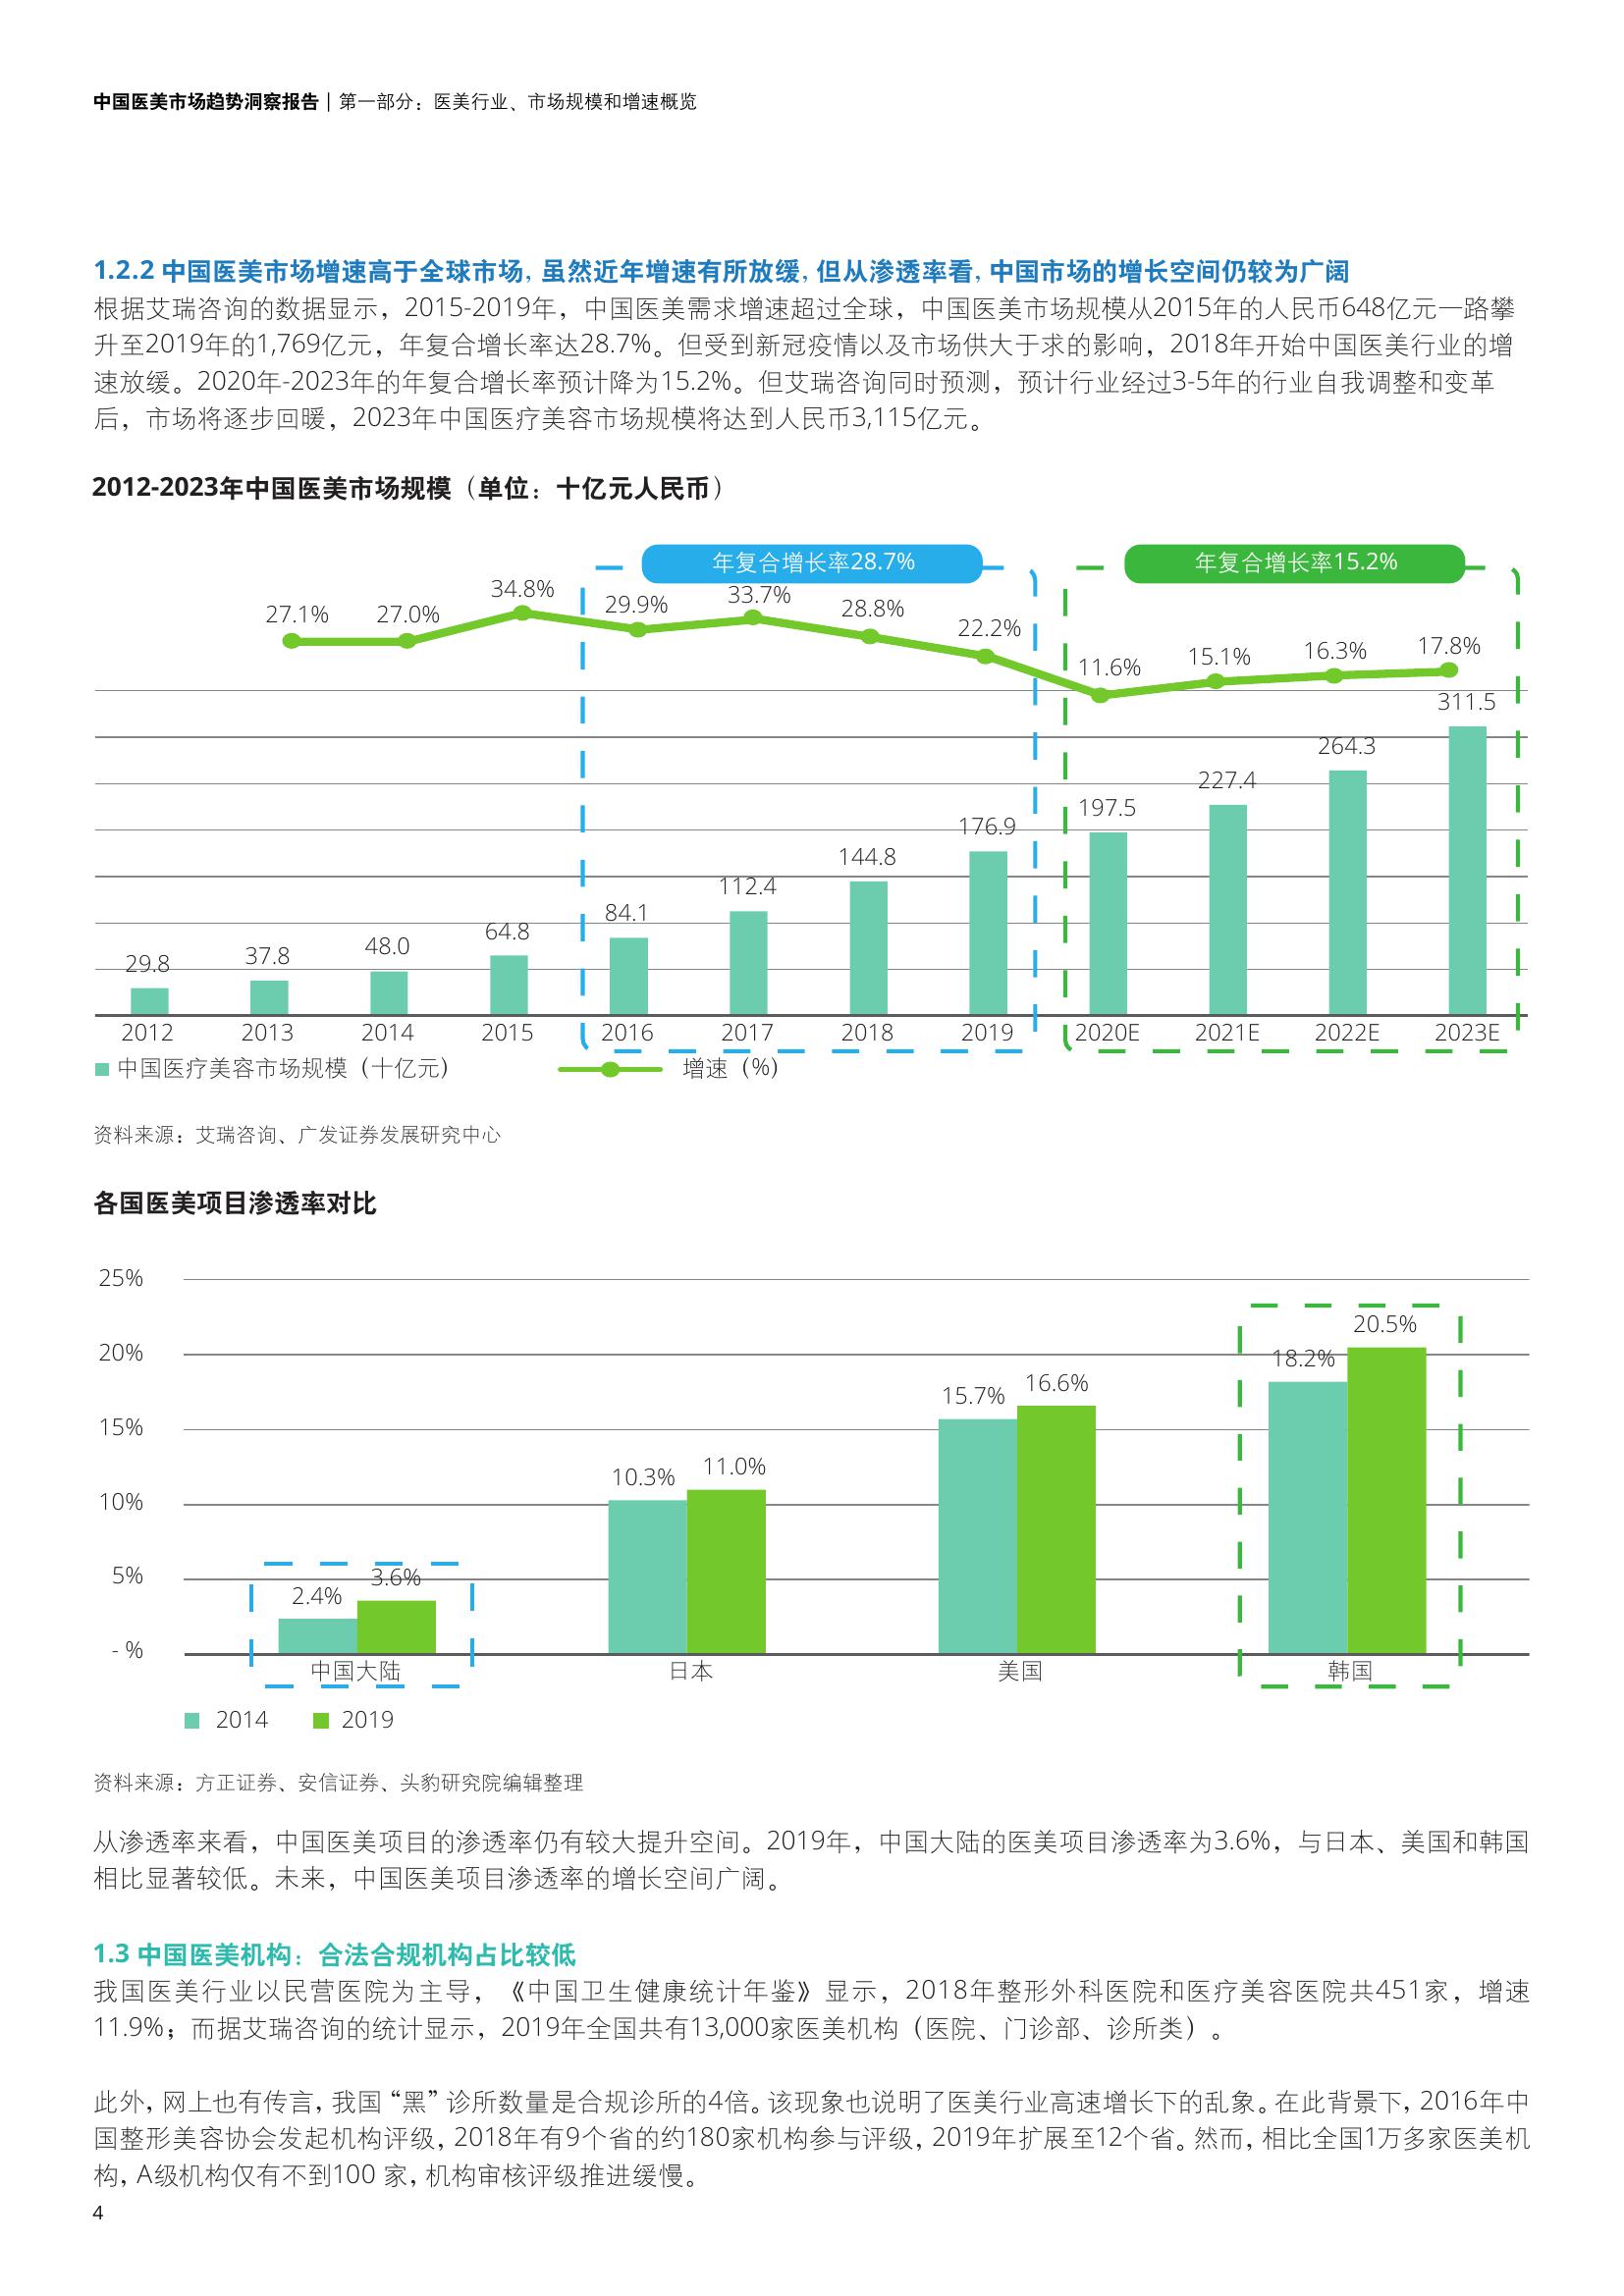 中国医美市场趋势洞察报告 | 第一部分：医美行业、市场规模和增速概览
1.2.2 中国医美市场增速高于全球市场，虽然近年增速有所放缓，但从渗透率看，中国市场的增长空间仍较为广阔
根据艾瑞咨询的数据显示，2015-2019年，中国医美需求增速超过全球，中国医美市场规模从2015年的人民币648亿元一路攀
升至2019年的1,769亿元，年复合增长率达28.7%。但受到新冠疫情以及市场供大于求的影响，2018年开始中国医美行业的增
速放缓。2020年-2023年的年复合增长率预计降为15.2%。但艾瑞咨询同时预测，预计行业经过3-5年的行业自我调整和变革
后，市场将逐步回暖，2023年中国医疗美容市场规模将达到人民币3,115亿元。
2012-2023年中国医美市场规模（单位：十亿元人民币）
年复合增长率28.7% 年复合增长率15.2%
27.1% 27.0% 34.8% 29.9% 33.7% 28.8% 22.2% 11.6% 15.1% 16.3% 17.8%
29.8 37.8 48.0 64.8 84.1 112.4 144.8 176.9 197.5 227.4 264.3 311.5
2012 2013 2014 2015 2016 2017 2018 2019 2020E 2021E 2022E 2023E
中国医疗美容市场规模（十亿元） 增速（%）
资料来源：艾瑞咨询、广发证券发展研究中心
各国医美项目渗透率对比
25%
20%
15%
10%
5%
- %
2.4% 3.6% 10.3% 11.0% 15.7% 16.6% 18.2% 20.5%
中国大陆 日本 美国 韩国
2014 2019
资料来源：方正证券、安信证券、头豹研究院编辑整理
从渗透率来看，中国医美项目的渗透率仍有较大提升空间。2019年，中国大陆的医美项目渗透率为3.6%，与日本、美国和韩国
相比显著较低。未来，中国医美项目渗透率的增长空间广阔。
1.3 中国医美机构：合法合规机构占比较低
我国医美行业以民营医院为主导，《中国卫生健康统计年鉴》显示，2018年整形外科医院和医疗美容医院共451家，增速
11.9%；而据艾瑞咨询的统计显示，2019年全国共有13,000家医美机构（医院、门诊部、诊所类）。
此外，网上也有传言，我国“黑”诊所数量是合规诊所的4倍。该现象也说明了医美行业高速增长下的乱象。在此背景下，2016年中
国整形美容协会发起机构评级，2018年有9个省的约180家机构参与评级，2019年扩展至12个省。然而，相比全国1万多家医美机
构，A级机构仅有不到100 家，机构审核评级推进缓慢。
4